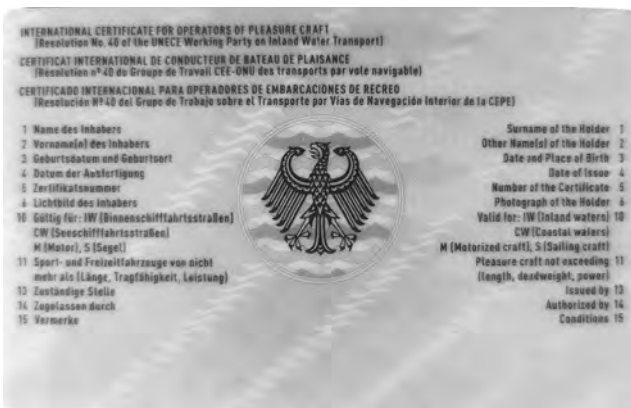 INTERNATIONAL CERTIFICATE FOR OPERATORS OF PLEASURE CRAFT
(Resolution No. 40 of the UNECE Working Party on Inland Water Transport)
CERTIFICAT INTERNATIONAL DE CONDUCTEUR DE BATEAU DE PLAISANCE
(Résolution nº 40 du Groupe de Travail CEE-ONU des transports par voie navigable)
CERTIFICADO INTERNACIONAL PARA OPERADORES DE EMBARCACIONES DE RECREO
(Resolución Nº 40 del Grupo de Trabajo sobre el Transporte por Vías de Navegación Interior de la CEPE)
1 Name des Inhabers
2 Vorname(n) des Inhabers
3 Geburtsdatum und Geburtsort
4 Datum der Ausfertigung
5 Zertifikatsnummer
6 Lichtbild des Inhabers
10 Gültig für: IW (Binnenschifffahrtsstraßen)
CW (Seeschifffahrtsstraßen)
M (Motor), S (Segel)
11 Sport- und Freizeitfahrzeuge von nicht
mehr als (Länge, Tragfähigkeit, Leistung)
13 Zuständige Stelle
14 Zugelassen durch
15 Vermerke
Surname of the Holder 1
Other Name(s) of the Holder 2
Date and Place of Birth 3
Date of Issue 4
Number of the Certificate 5
Photograph of the Holder 6
Valid for: IW (Inland waters) 10
CW (Coastal waters)
M (Motorized craft), S (Sailing craft)
Pleasure craft not exceeding 11
(length, deadweight, power)
Issued by 13
Authorized by 14
Conditions 15